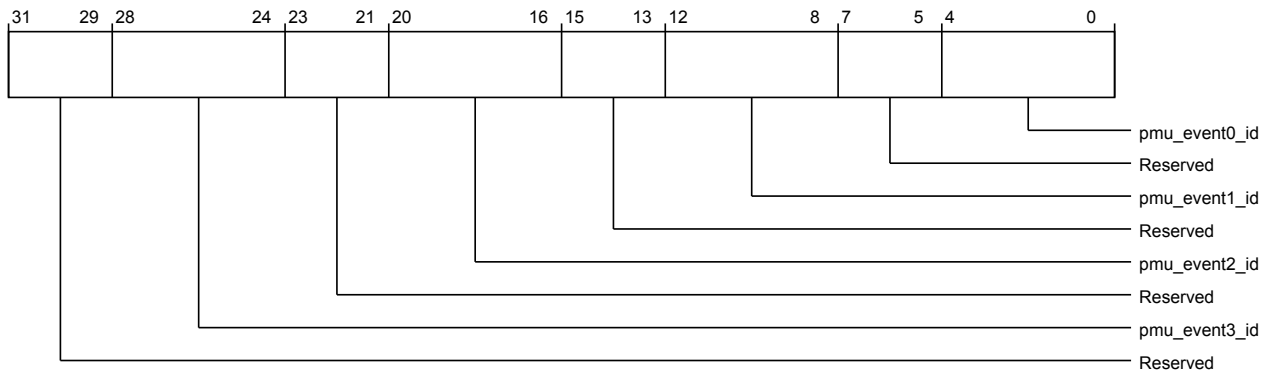 31 29 28 24 23 21 20 16 15 13 12 8 7 5 4 0
pmu_event0_id
Reserved
pmu_event1_id
Reserved
pmu_event2_id
Reserved
pmu_event3_id
Reserved